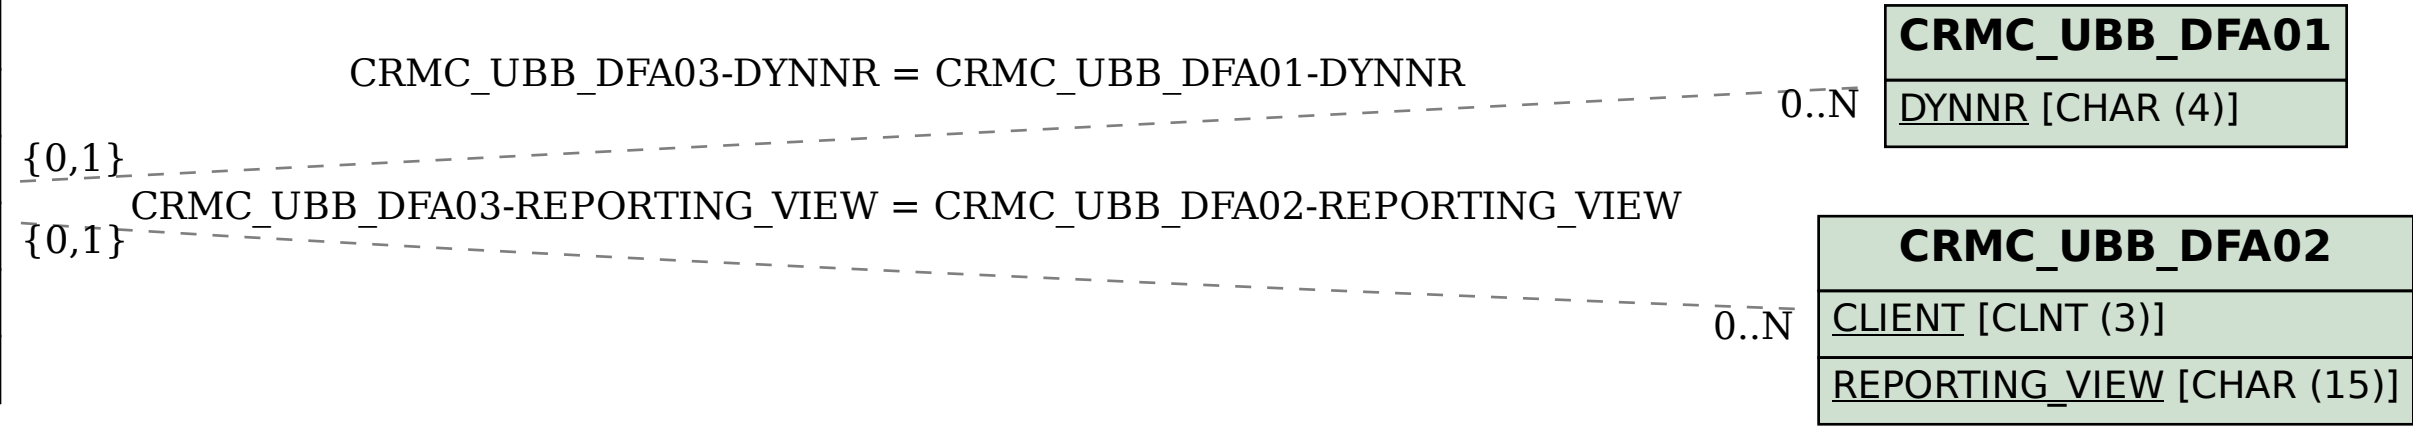 CRMC_UBB_DFA01
CRMC_UBB_DFA03-DYNNR = CRMC_UBB_DFA01-DYNNR
0..N
DYNNR [CHAR (4)]
{0,1}
CRMC_UBB_DFA03-REPORTING_VIEW = CRMC_UBB_DFA02-REPORTING_VIEW
{0,1}
CRMC_UBB_DFA02
0..N
CLIENT [CLNT (3)]
REPORTING_VIEW [CHAR (15)]